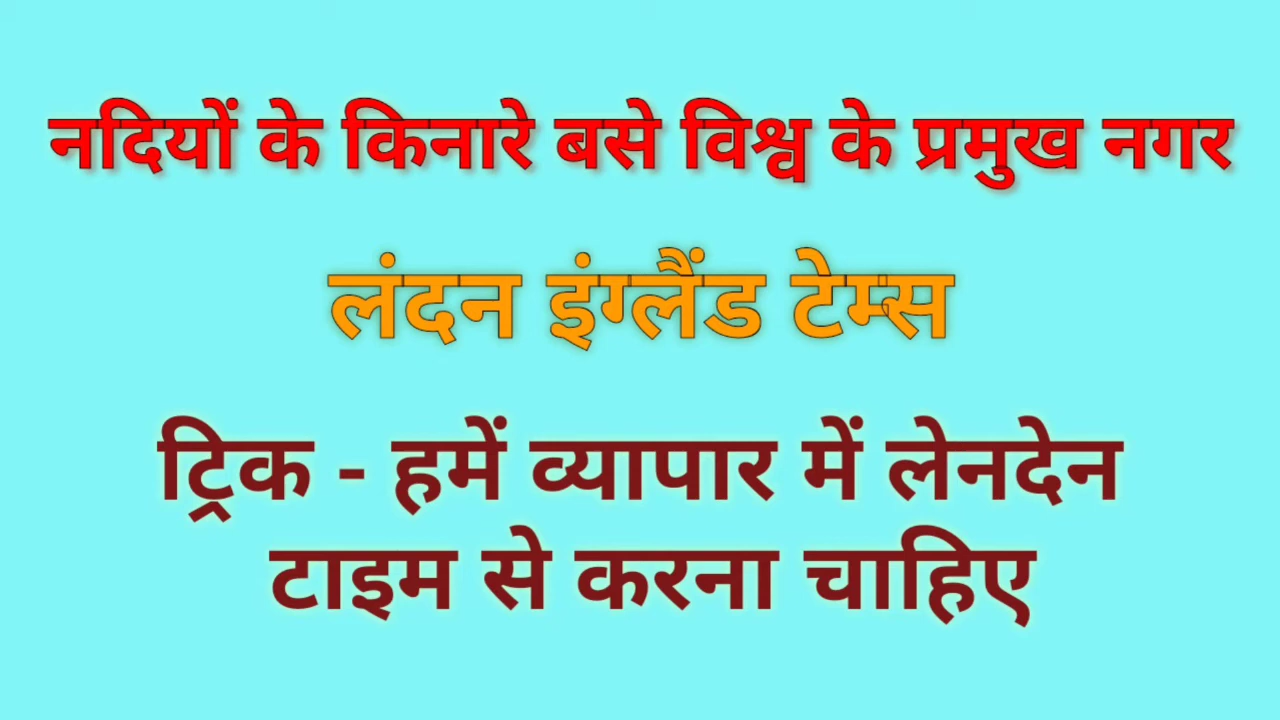 नदियों के किनारे बसे विश्व के प्रमुख नगर
लंदन इंग्लैंड टेम्स
ट्रिक - हमें व्यापार में लेनदेन
टाइम से करना चाहिए